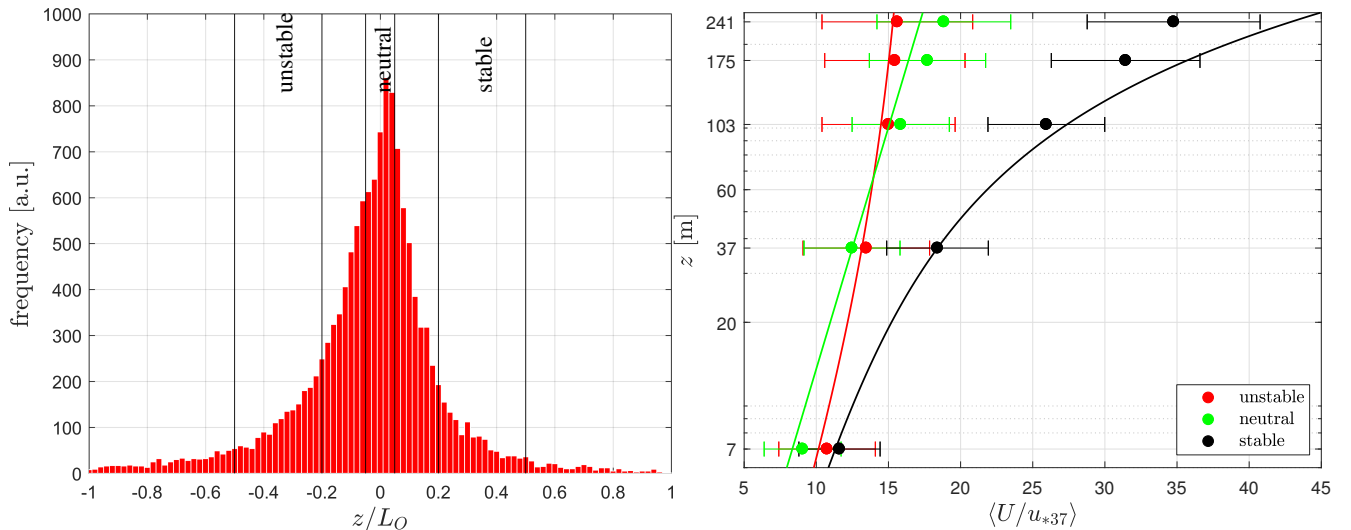 1000
900
800
700
600
500
400
300
200
100
0
frequency [a.u.]
unstable
neutral
stable
-1 -0.8 -0.6 -0.4 -0.2 0 0.2 0.4 0.6 0.8 1
z/L_O
241
175
103
60
37
20
7
z [m]
unstable
neutral
stable
5 10 15 20 25 30 35 40 45
⟨U/u_{*37}⟩